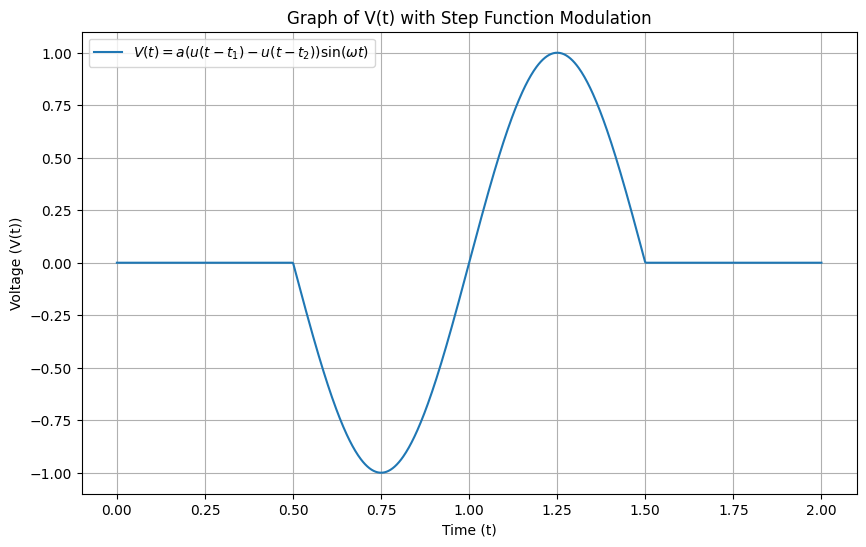 Graph of V(t) with Step Function Modulation
V(t) = a(u(t − t₁) − u(t − t₂))sin(ωt)
Voltage (V(t))
1.00
0.75
0.50
0.25
0.00
−0.25
−0.50
−0.75
−1.00
0.00 0.25 0.50 0.75 1.00 1.25 1.50 1.75 2.00
Time (t)